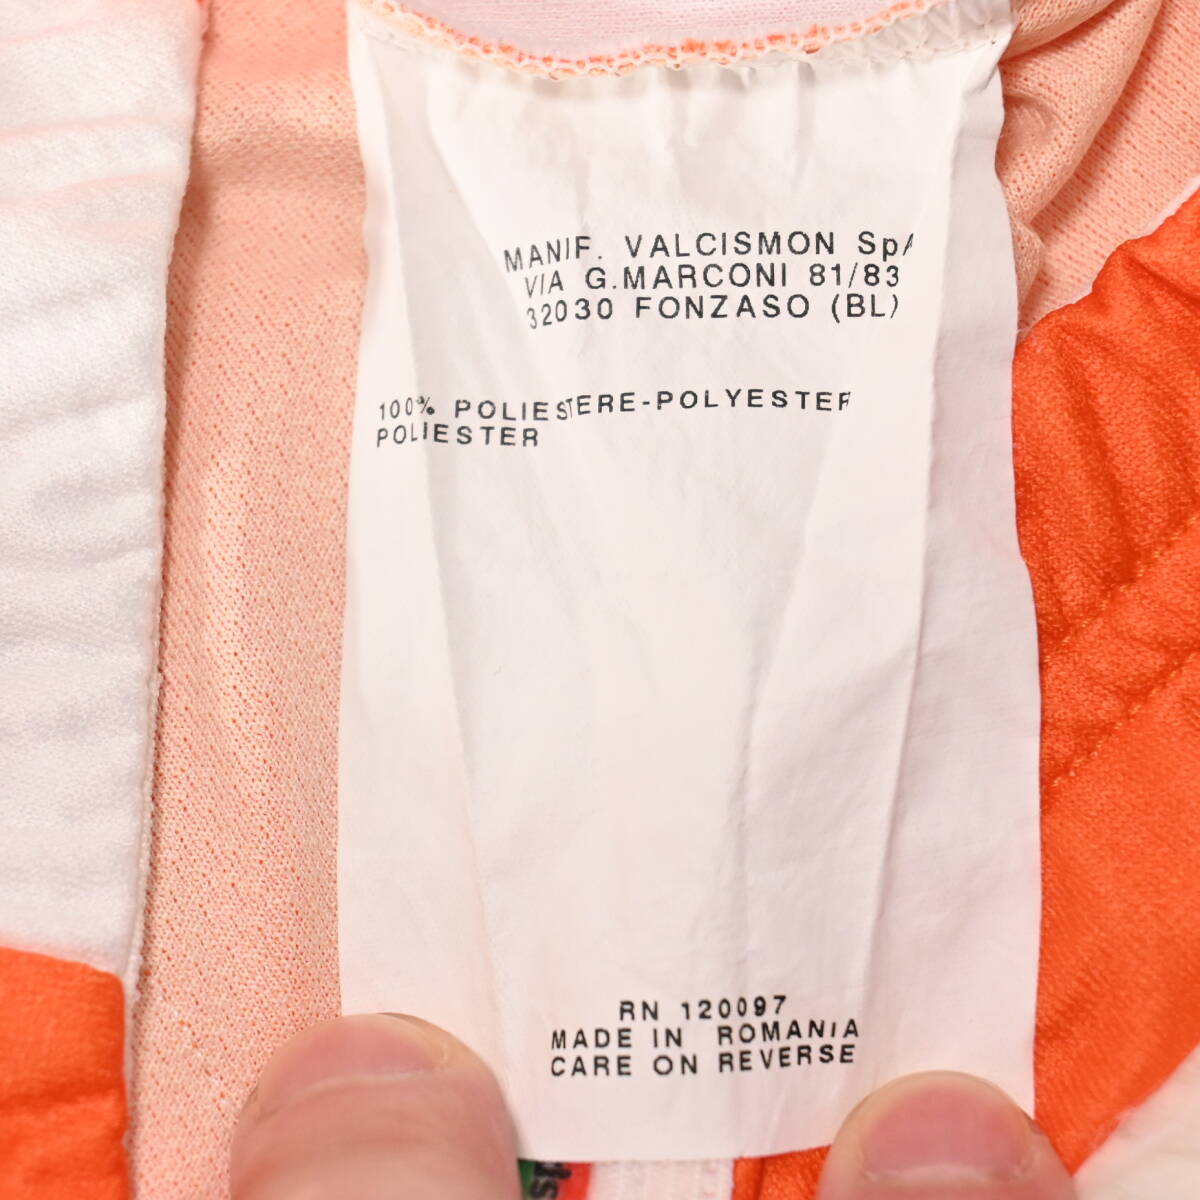 MANIF. VALCISMON SpA
VIA G.MARCONI 81/83
32030 FONZASO (BL)
100% POLIESTERE-POLYESTER
POLIESTER
RN 120097
MADE IN ROMANIA
CARE ON REVERSE